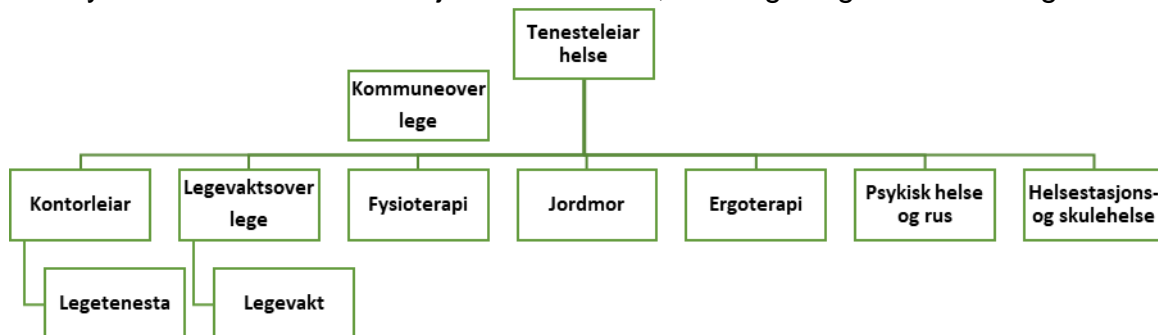 Tenesteleiar
helse
Kommuneover
lege
Kontorleiar
Legevaktsover
lege
Fysioterapi
Jordmor
Ergoterapi
Psykisk helse
og rus
Helsestasjons-
og skulehelse
Legetenesta
Legevakt